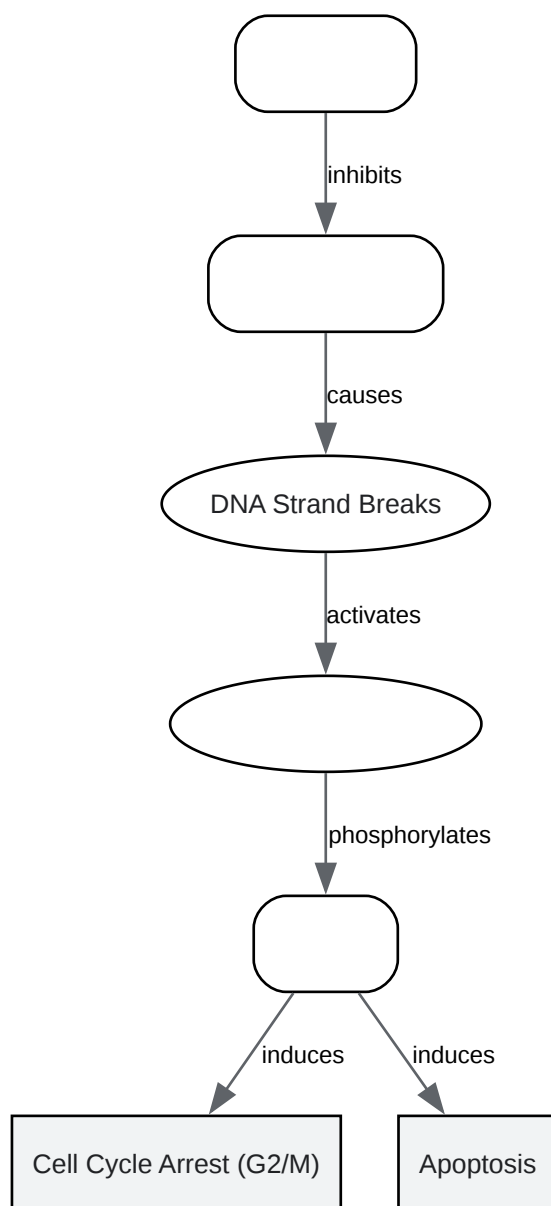 inhibits
causes
DNA Strand Breaks
activates
phosphorylates
induces
induces
Cell Cycle Arrest (G2/M)
Apoptosis